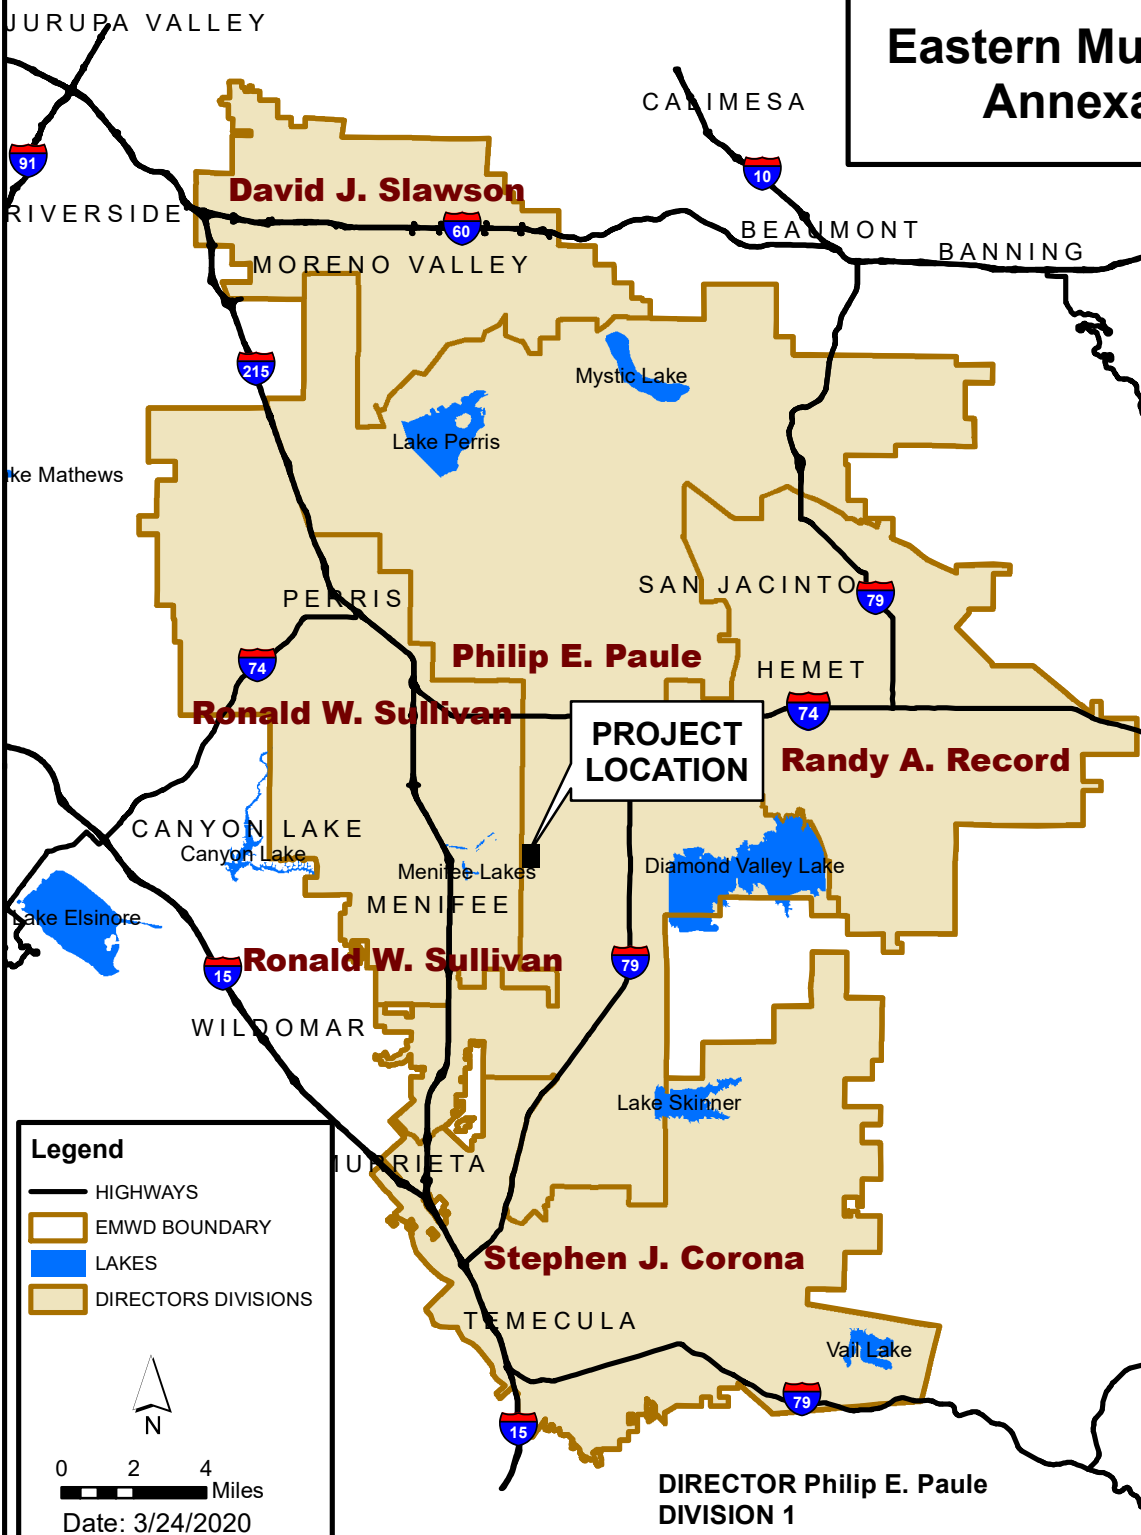 JURUPA VALLEY
Eastern Mu
Annexa
CALIMESA
91
10
David J. Slawson
RIVERSIDE
60
BEAUMONT
BANNING
MORENO VALLEY
215
Mystic Lake
Lake Perris
ke Mathews
SAN JACINTO
79
PERRIS
Philip E. Paule
74
HEMET
Ronald W. Sullivan
74
PROJECT
LOCATION
Randy A. Record
CANYON LAKE
Canyon Lake
Menifee Lakes
Diamond Valley Lake
MENIFEE
Lake Elsinore
Ronald W. Sullivan
15
79
WILDOMAR
Lake Skinner
MURRIETA
Legend
HIGHWAYS
EMWD BOUNDARY
LAKES
DIRECTORS DIVISIONS
Stephen J. Corona
TEMECULA
Vail Lake
79
15
N
0 2 4
Miles
Date: 3/24/2020
DIRECTOR Philip E. Paule
DIVISION 1